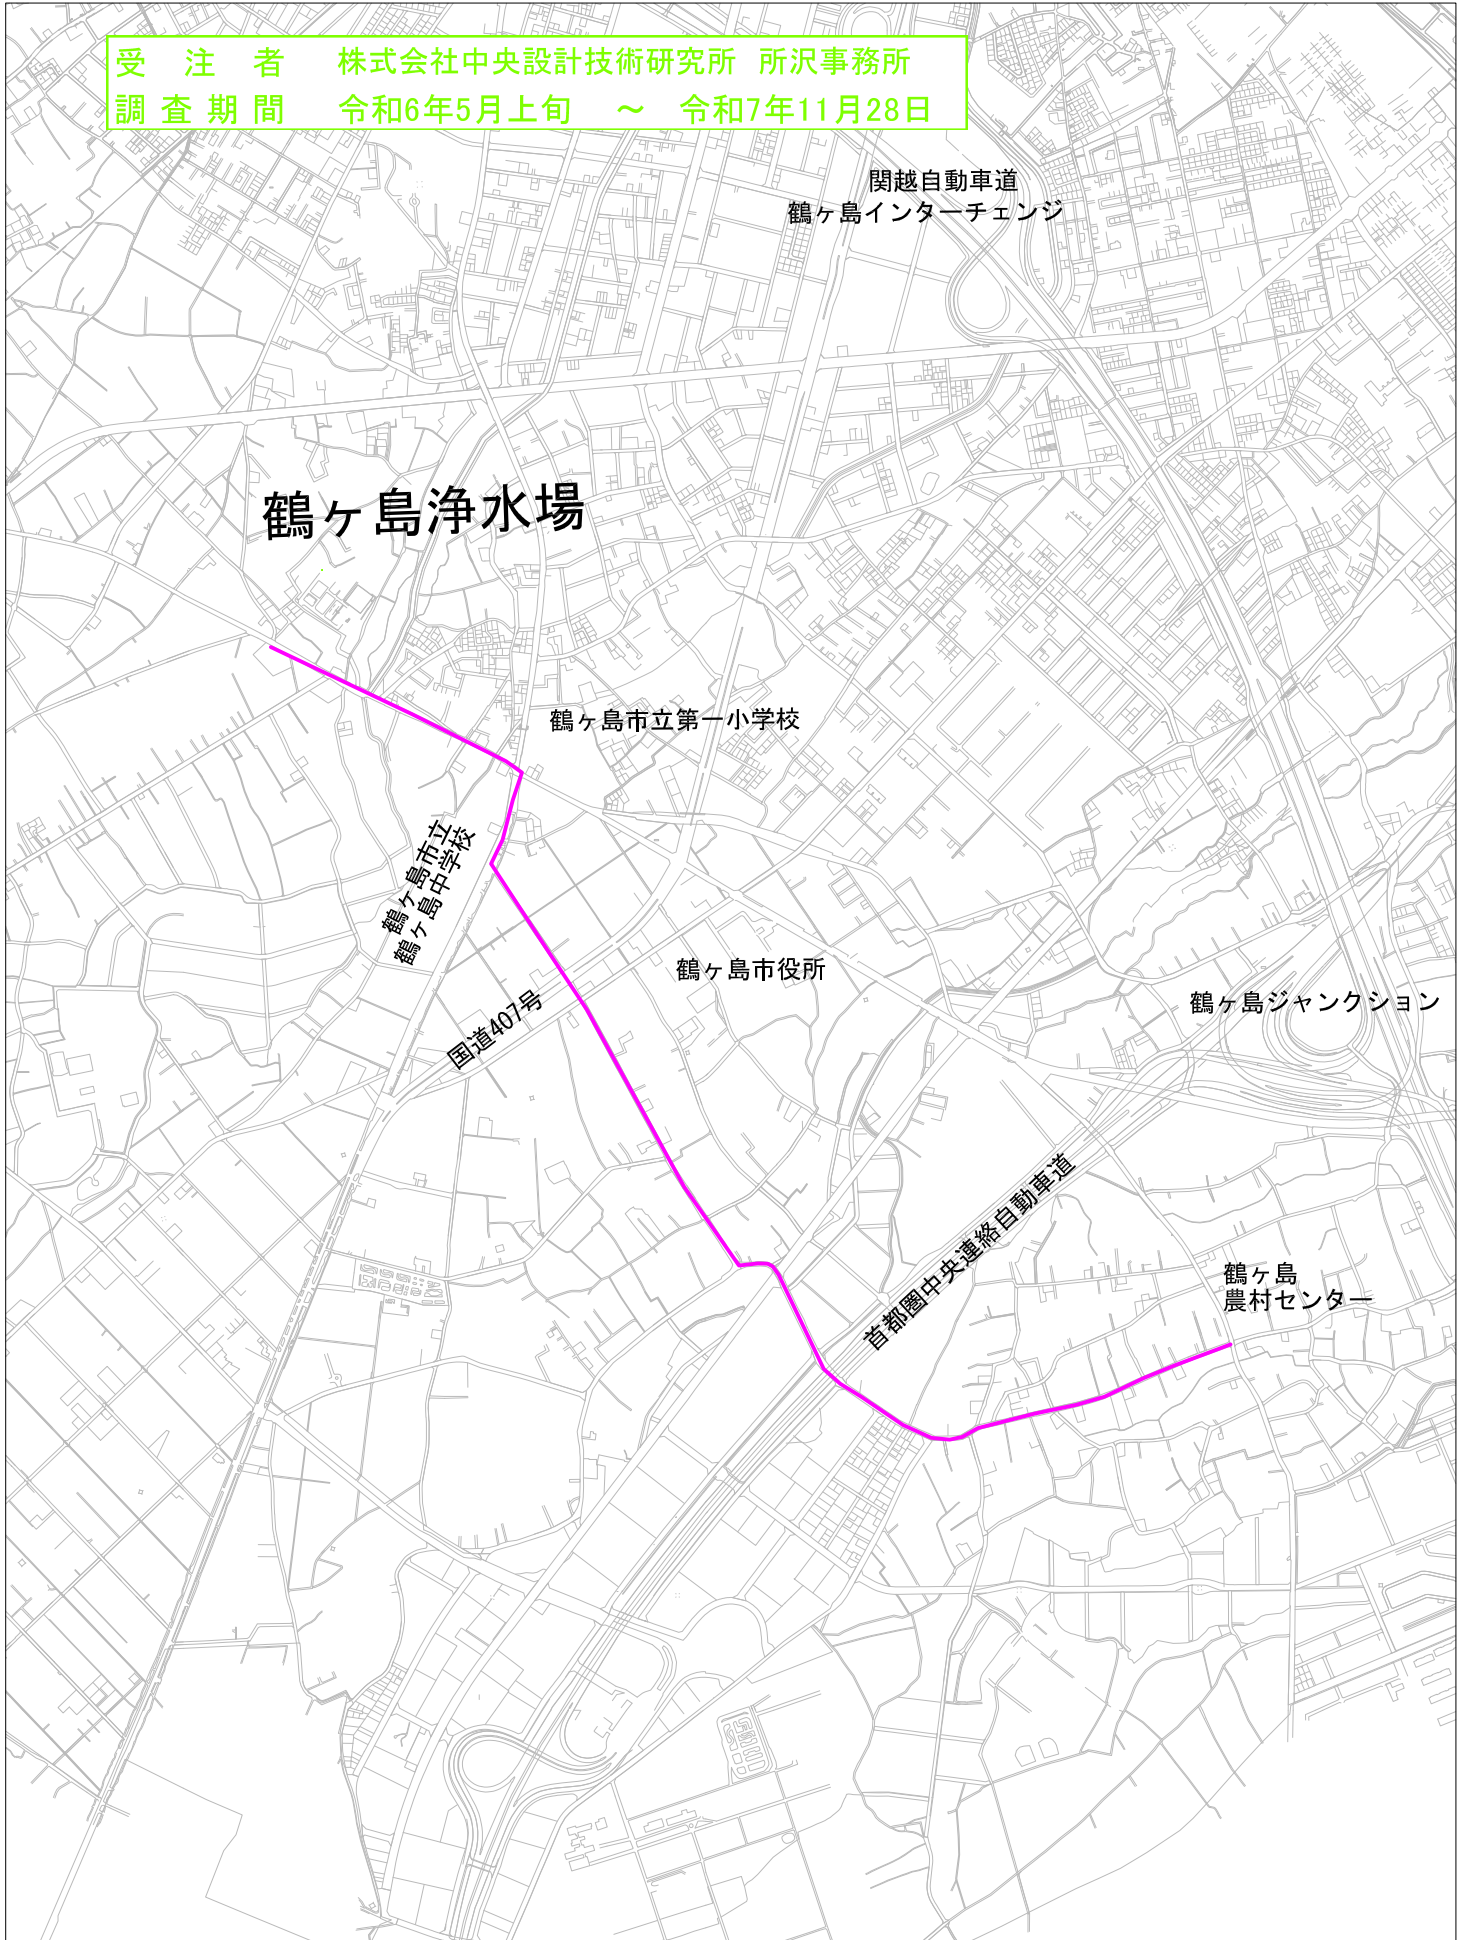 受注者 株式会社中央設計技術研究所 所沢事務所
調査期間 令和6年5月上旬 ～ 令和7年11月28日
関越自動車道
鶴ヶ島インターチェンジ
鶴ヶ島浄水場
鶴ヶ島市立第一小学校
鶴ヶ島市立
鶴ヶ島中学校
鶴ヶ島市役所
鶴ヶ島ジャンクション
国道407号
首都圏中央連絡自動車道
鶴ヶ島
農村センター